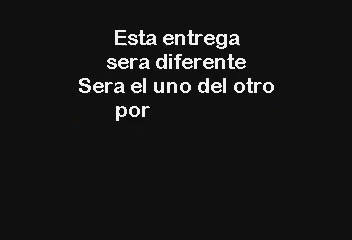 Esta entrega
sera diferente
Sera el uno del otro
por